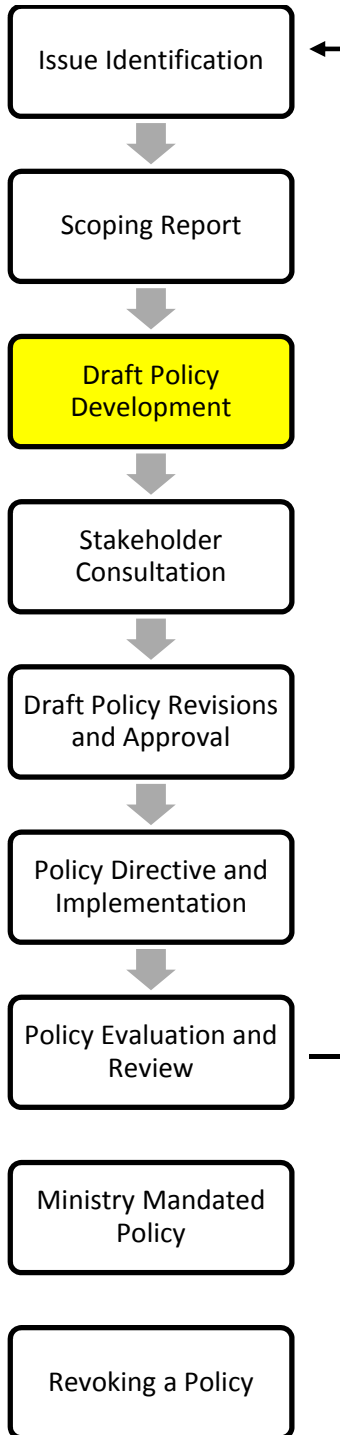 Issue Identification
Scoping Report
Draft Policy
Development
Stakeholder
Consultation
Draft Policy Revisions
and Approval
Policy Directive and
Implementation
Policy Evaluation and
Review
Ministry Mandated
Policy
Revoking a Policy